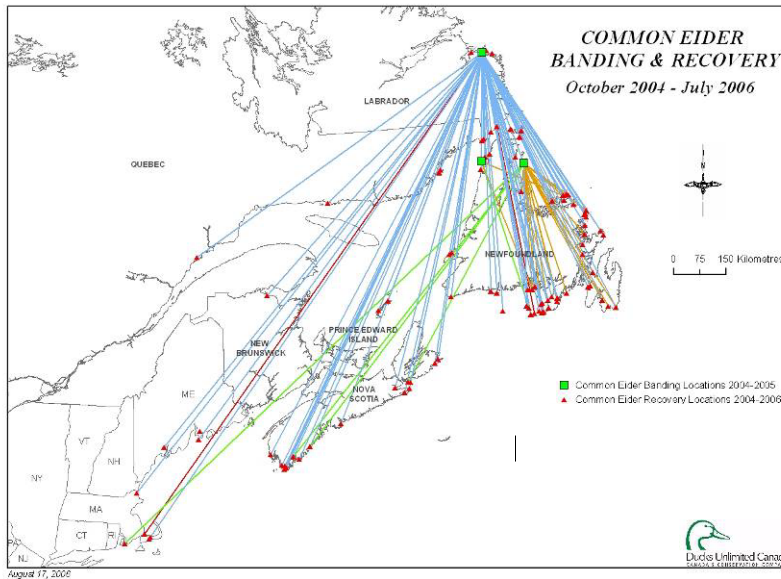 COMMON EIDER
BANDING & RECOVERY
October 2004 - July 2006
LABRADOR
QUEBEC
N
NEWFOUNDLAND
0 75 150 Kilometres
PRINCE EDWARD
ISLAND
NEW
BRUNSWICK
NOVA
SCOTIA
Common Eider Banding Locations 2004-2005
Common Eider Recovery Locations 2004-2006
ME
VT
NH
NY
MA
CT
RI
PA
NJ
Ducks Unlimited Canada
August 17, 2006